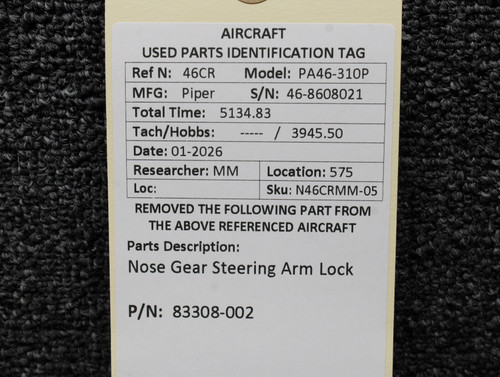 AIRCRAFT
USED PARTS IDENTIFICATION TAG
Ref N: 46CR Model: PA46-310P
MFG: Piper S/N: 46-8608021
Total Time: 5134.83
Tach/Hobbs: ----- / 3945.50
Date: 01-2026
Researcher: MM Location: 575
Loc: Sku: N46CRMM-05
REMOVED THE FOLLOWING PART FROM
THE ABOVE REFERENCED AIRCRAFT
Parts Description:
Nose Gear Steering Arm Lock
P/N: 83308-002